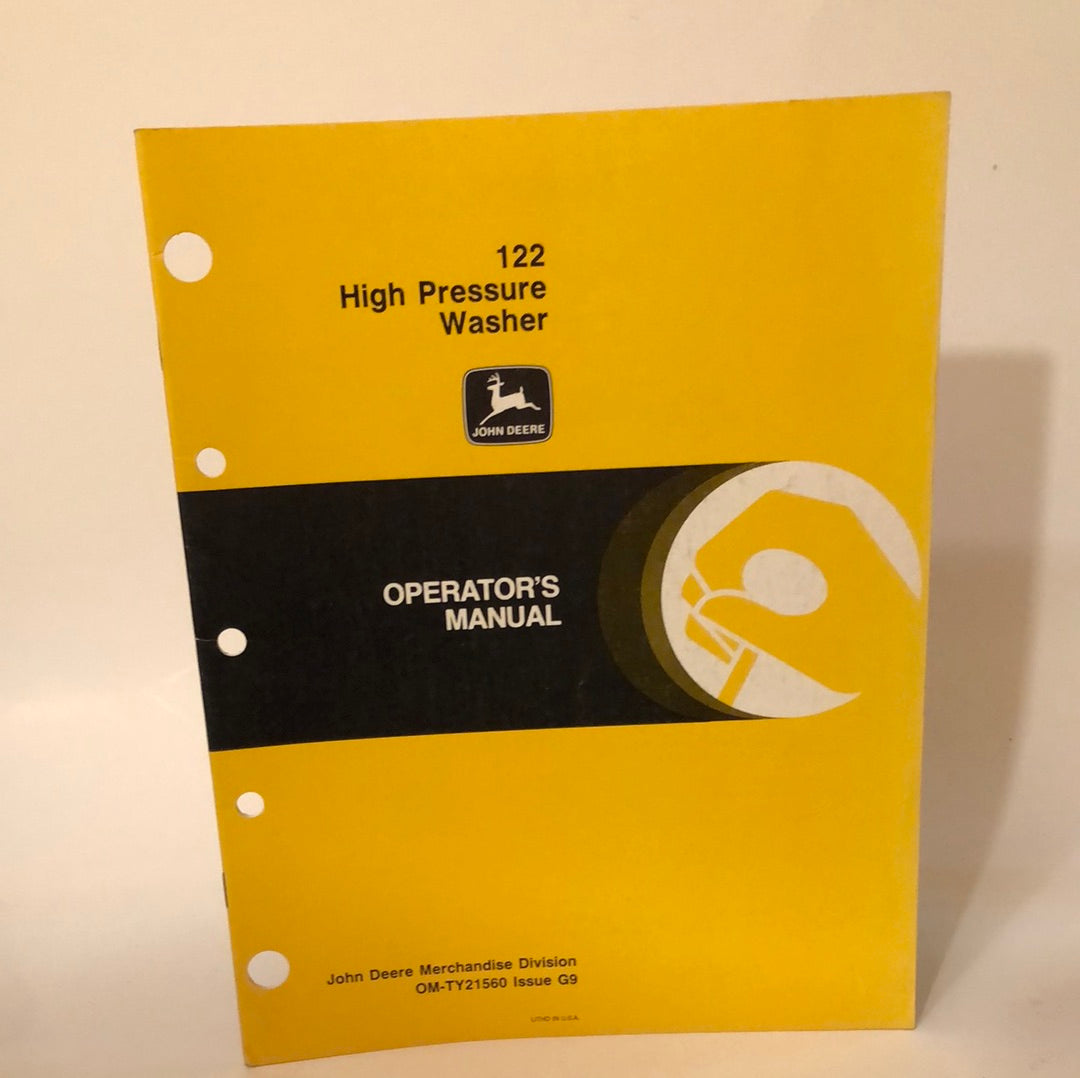 122
High Pressure
Washer
JOHN DEERE
OPERATOR'S
MANUAL
John Deere Merchandise Division
OM-TY21560 Issue G9
LITHO IN U.S.A.